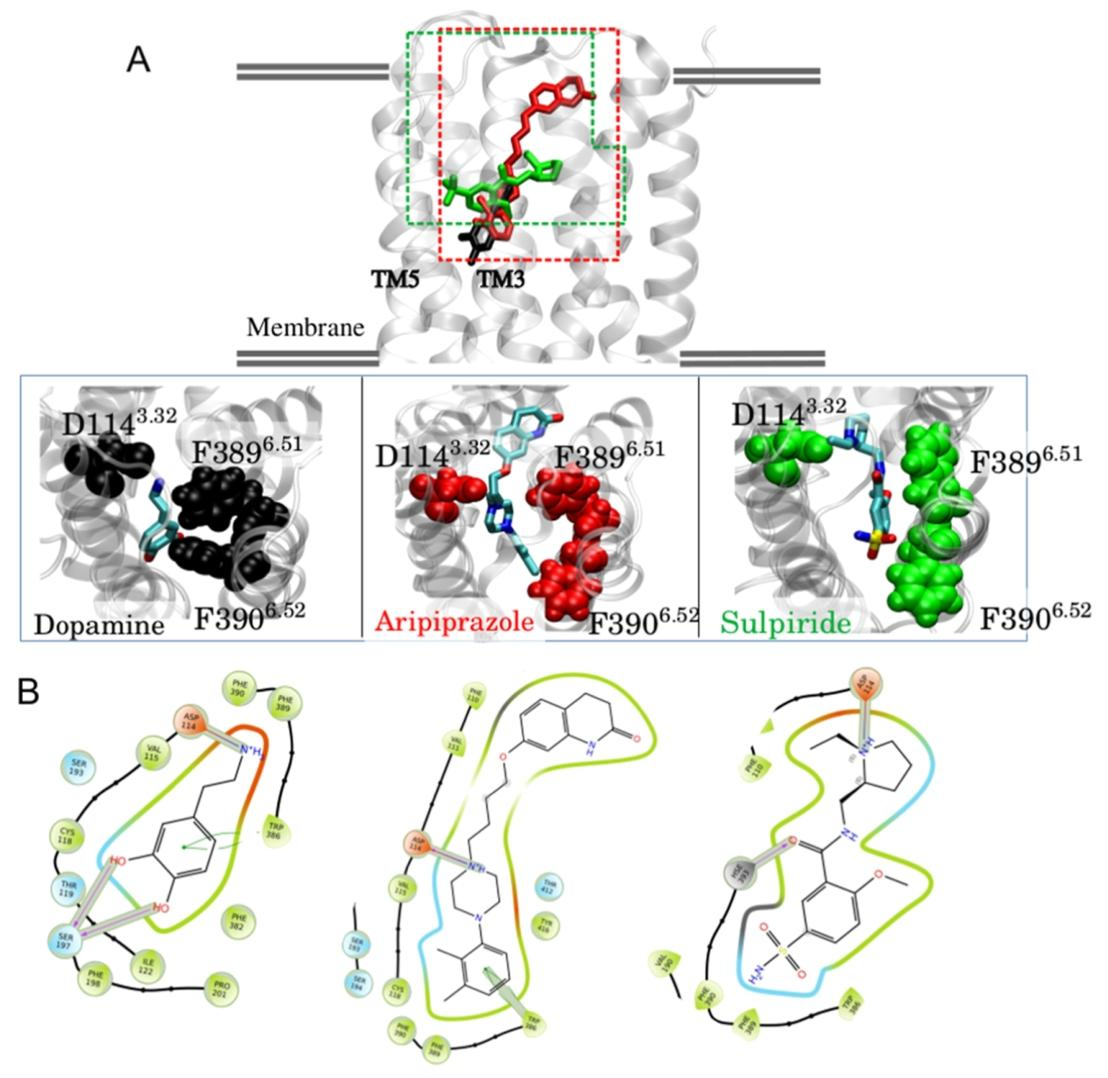 A
TM5 TM3
Membrane
D114^3.32
F389^6.51
F390^6.52
Dopamine
D114^3.32
F389^6.51
F390^6.52
Aripiprazole
D114^3.32
F389^6.51
F390^6.52
Sulpiride
B
PHE 390
PHE 389
ASP 114
N⁺H₃
VAL 115
SER 193
CYS 118
TRP 386
HO
THR 119
HO
SER 197
PHE 382
ILE 122
PHE 198
PRO 201
PHE 110
VAL 111
O
N
H
O
ASP 114
N⁺H
VAL 115
THR 412
N
TYR 416
SER 193
SER 194
CYS 118
TRP 386
PHE 390
PHE 389
ASP 114
N⁺H
(S)
(R)
PHE 110
NH
O
HSE 393
O
O
S
O
H₂N
VAL 190
PHE 390
PHE 389
TRP 386